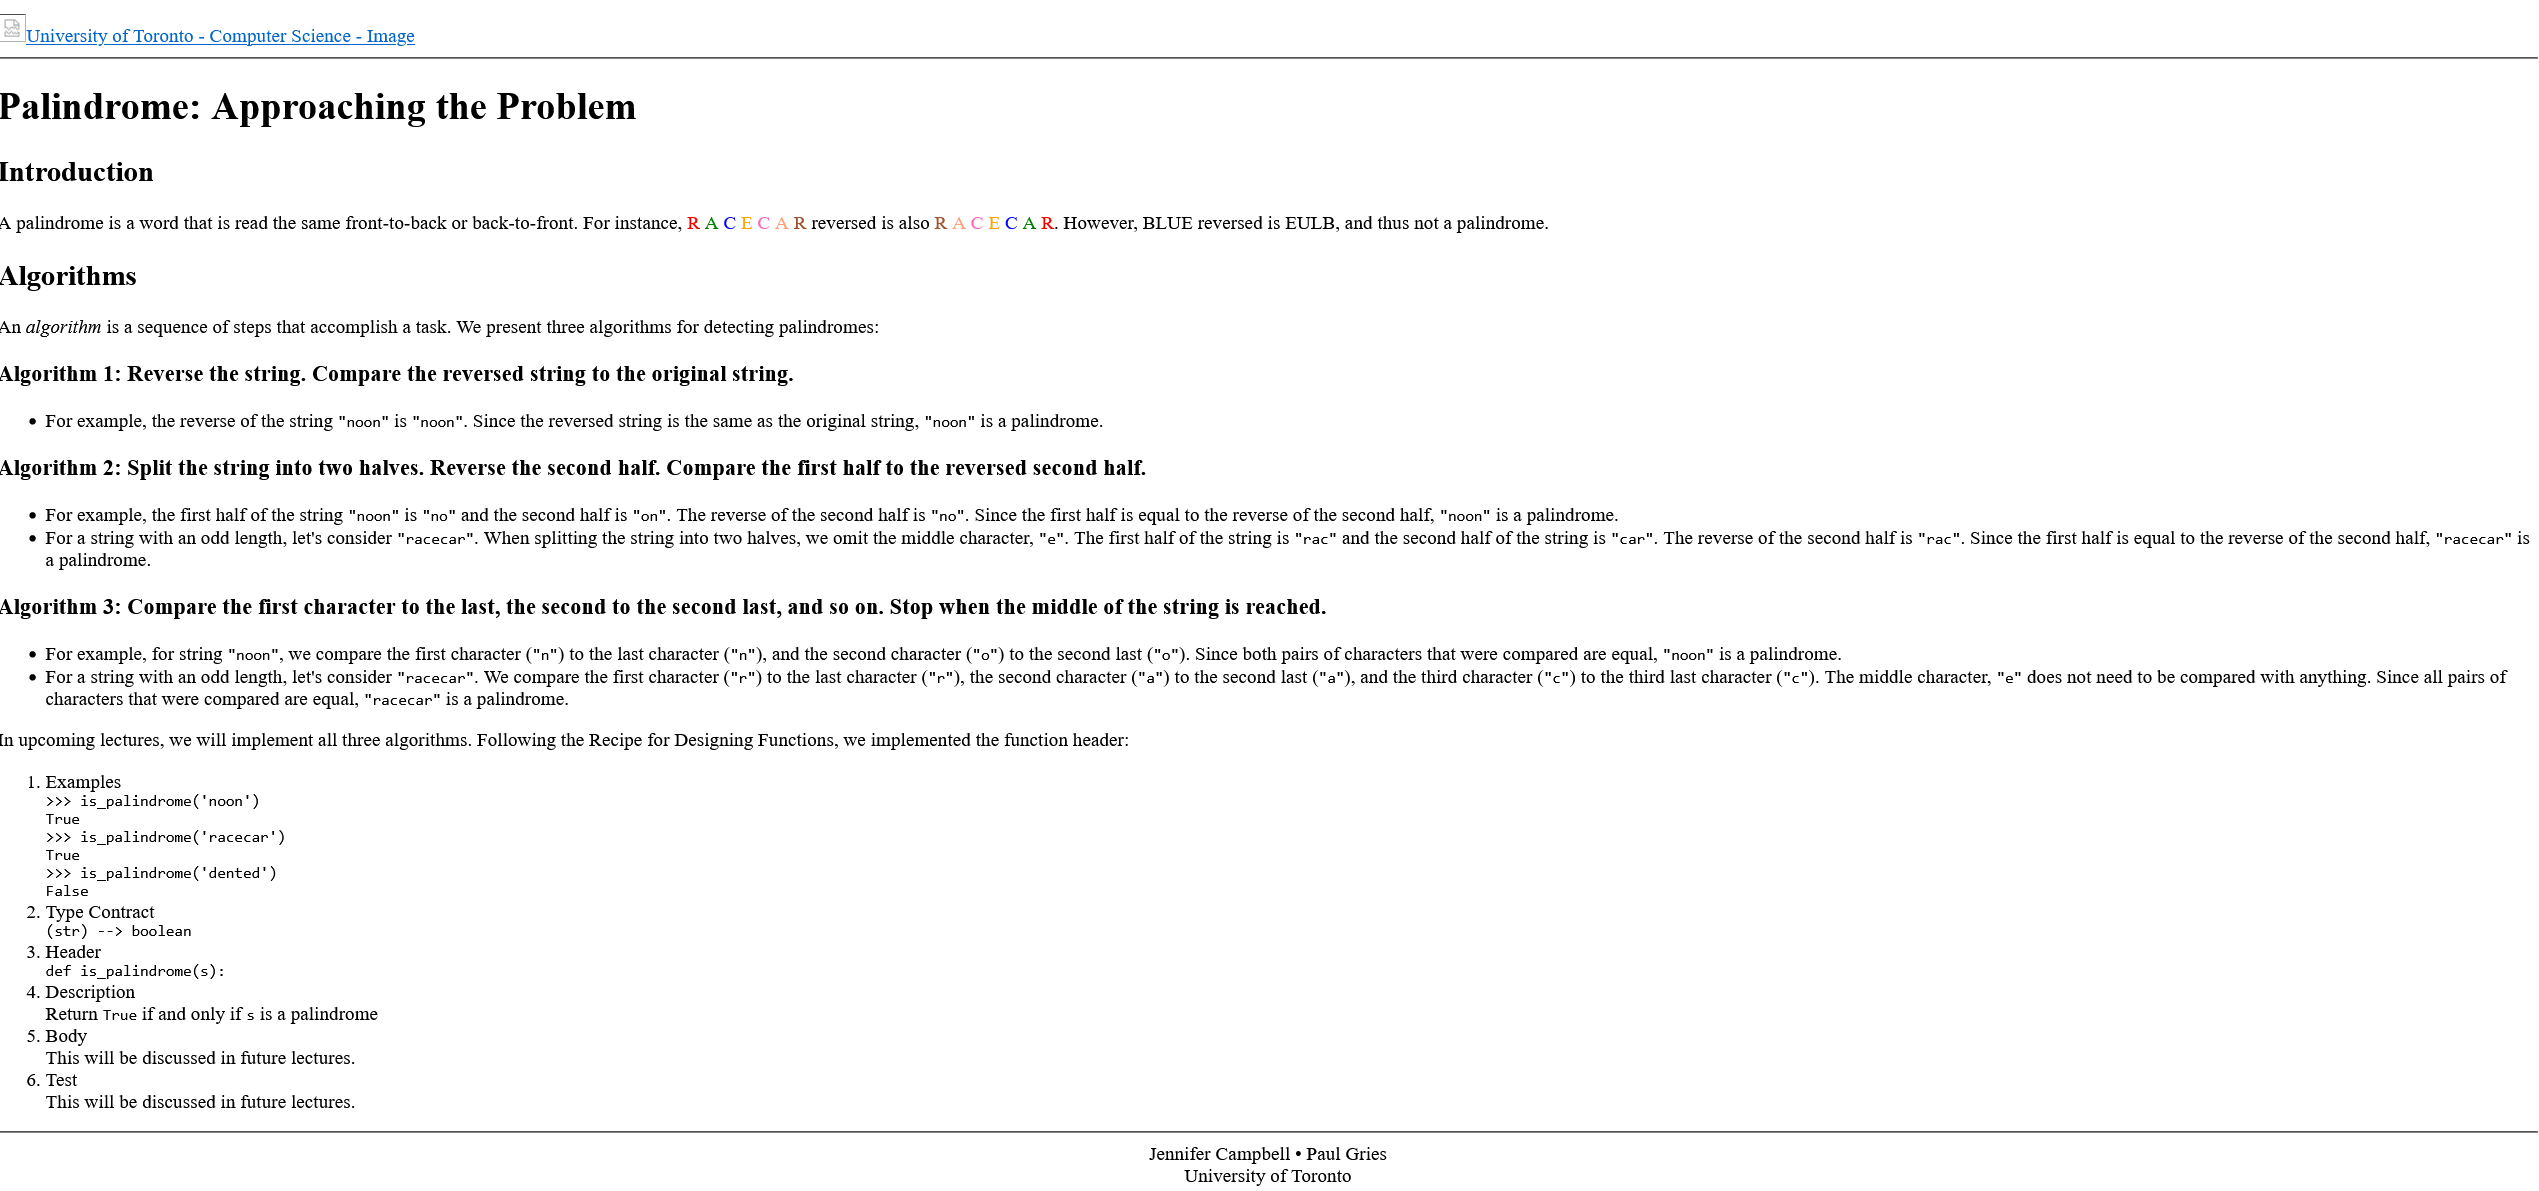 University of Toronto - Computer Science - Image
Palindrome: Approaching the Problem
Introduction
A palindrome is a word that is read the same front-to-back or back-to-front. For instance, R A C E C A R reversed is also R A C E C A R. However, BLUE reversed is EULB, and thus not a palindrome.
Algorithms
An algorithm is a sequence of steps that accomplish a task. We present three algorithms for detecting palindromes:
Algorithm 1: Reverse the string. Compare the reversed string to the original string.
• For example, the reverse of the string "noon" is "noon". Since the reversed string is the same as the original string, "noon" is a palindrome.
Algorithm 2: Split the string into two halves. Reverse the second half. Compare the first half to the reversed second half.
• For example, the first half of the string "noon" is "no" and the second half is "on". The reverse of the second half is "no". Since the first half is equal to the reverse of the second half, "noon" is a palindrome.
• For a string with an odd length, let's consider "racecar". When splitting the string into two halves, we omit the middle character, "e". The first half of the string is "rac" and the second half of the string is "car". The reverse of the second half is "rac". Since the first half is equal to the reverse of the second half, "racecar" is
a palindrome.
Algorithm 3: Compare the first character to the last, the second to the second last, and so on. Stop when the middle of the string is reached.
• For example, for string "noon", we compare the first character ("n") to the last character ("n"), and the second character ("o") to the second last ("o"). Since both pairs of characters that were compared are equal, "noon" is a palindrome.
• For a string with an odd length, let's consider "racecar". We compare the first character ("r") to the last character ("r"), the second character ("a") to the second last ("a"), and the third character ("c") to the third last character ("c"). The middle character, "e" does not need to be compared with anything. Since all pairs of
characters that were compared are equal, "racecar" is a palindrome.
In upcoming lectures, we will implement all three algorithms. Following the Recipe for Designing Functions, we implemented the function header:
1. Examples
>>> is_palindrome('noon')
True
>>> is_palindrome('racecar')
True
>>> is_palindrome('dented')
False
2. Type Contract
(str) --> boolean
3. Header
def is_palindrome(s):
4. Description
Return True if and only if s is a palindrome
5. Body
This will be discussed in future lectures.
6. Test
This will be discussed in future lectures.
Jennifer Campbell • Paul Gries
University of Toronto